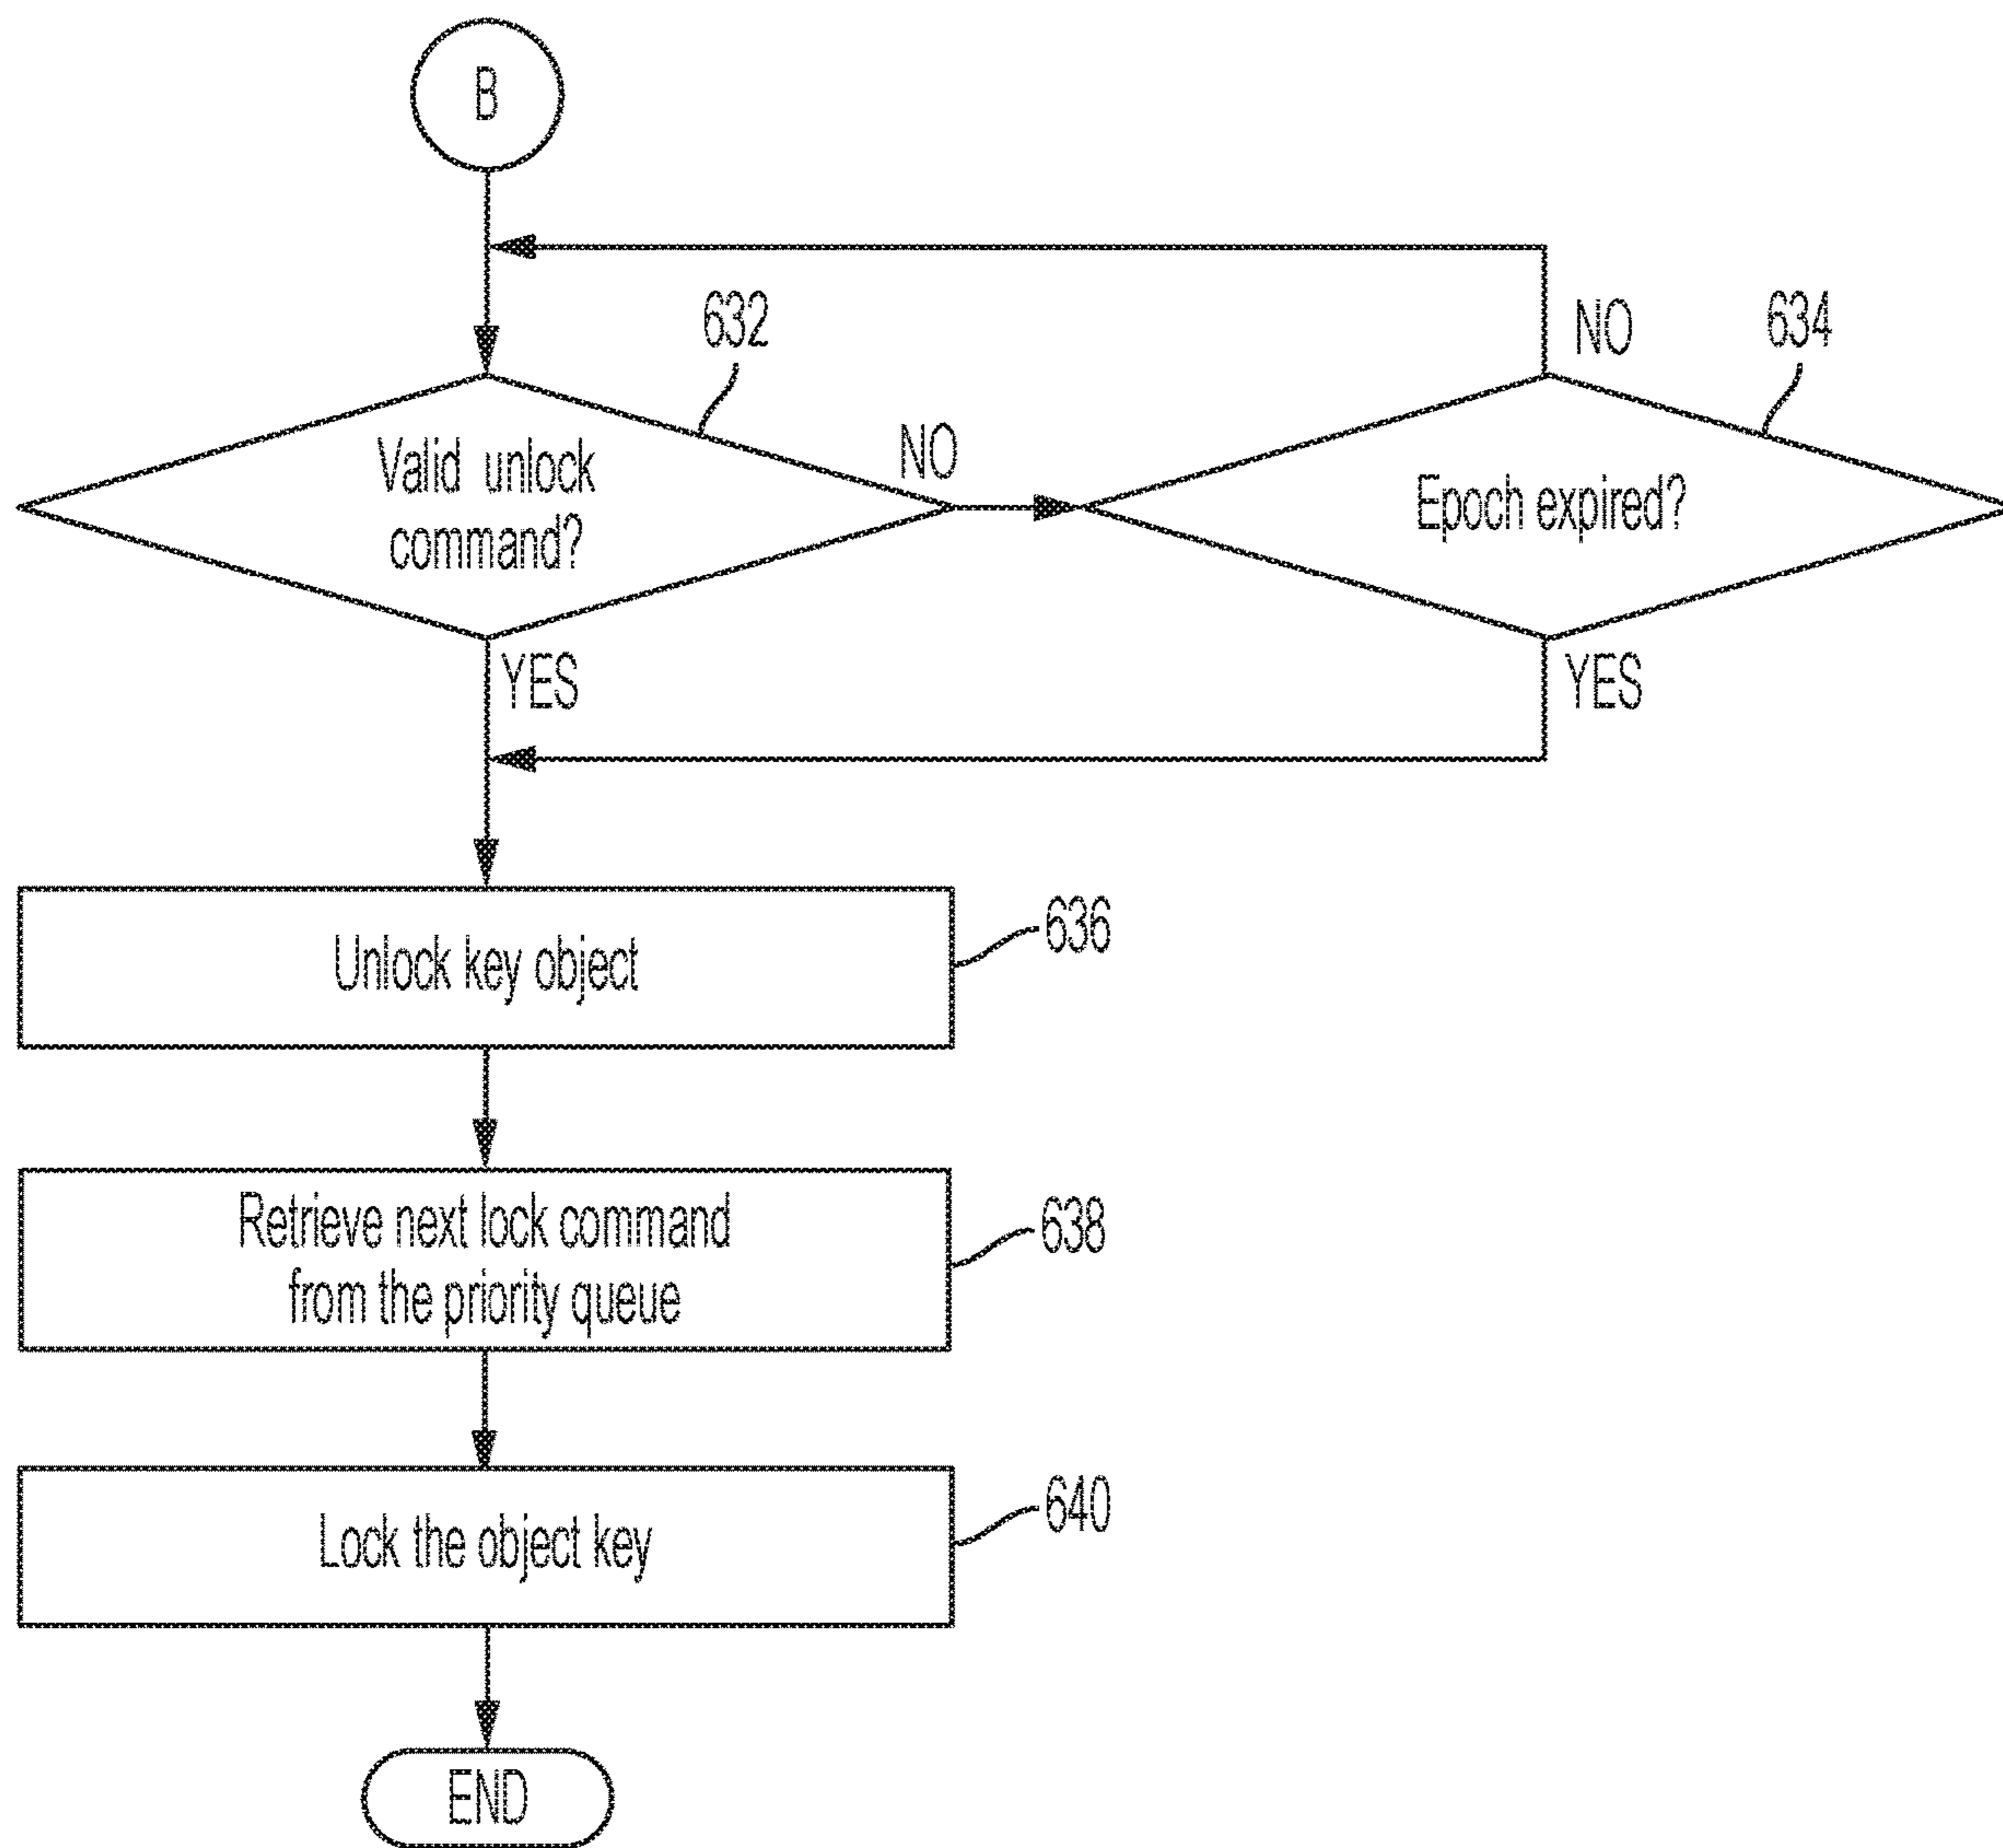 B
632
NO
634
Valid unlock
command?
NO
Epoch expired?
YES
YES
Unlock key object
636
Retrieve next lock command
from the priority queue
638
Lock the object key
640
END